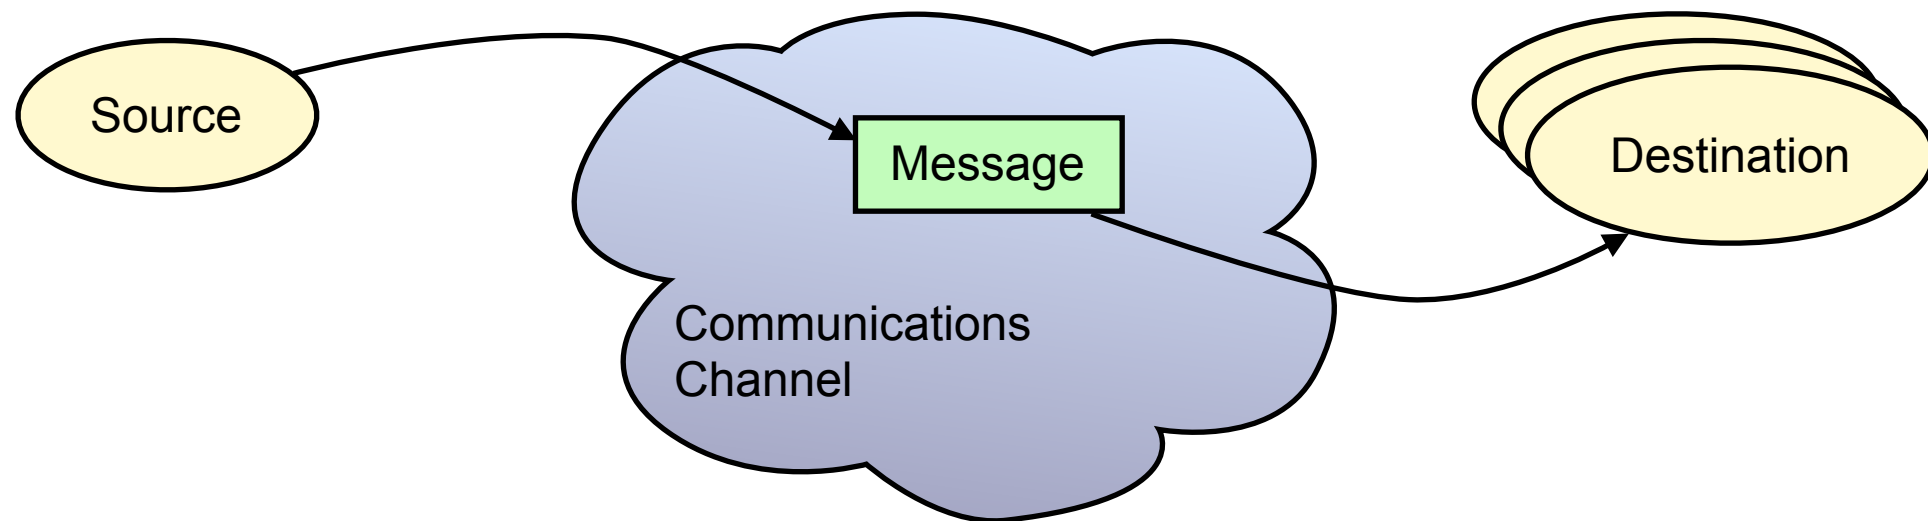 Source
Message
Destination
Communications
Channel